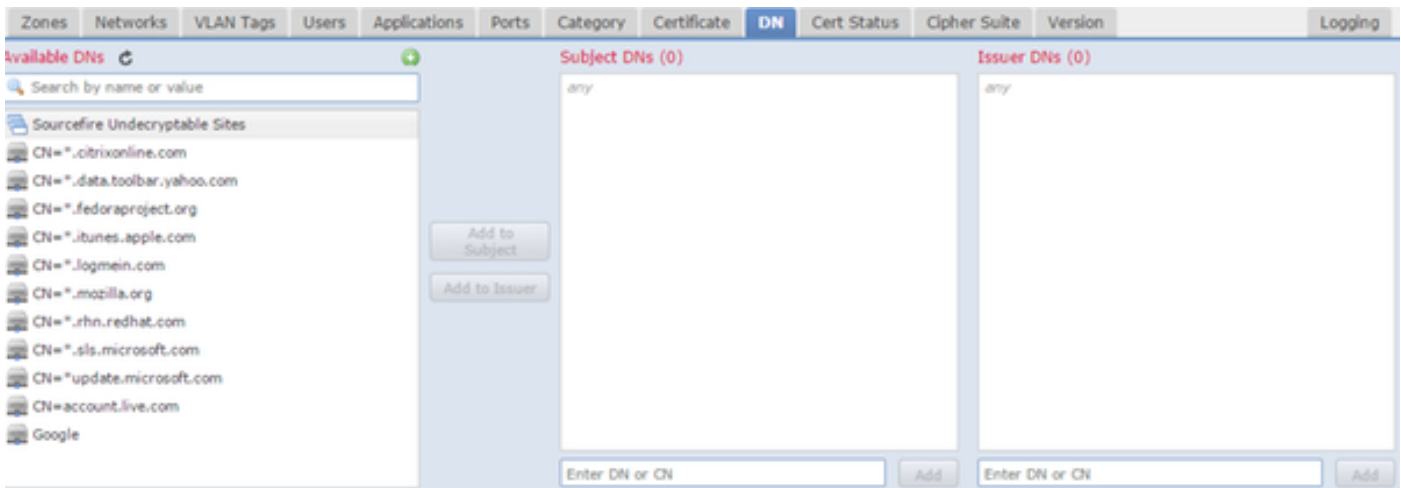 Zones Networks VLAN Tags Users Applications Ports Category Certificate DN Cert Status Cipher Suite Version Logging
Available DNs
Search by name or value
Sourcefire Undecryptable Sites
CN=*.citrixonline.com
CN=*.data.toolbar.yahoo.com
CN=*.fedoraproject.org
CN=*.itunes.apple.com
CN=*.logmein.com
CN=*.mozilla.org
CN=*.rhn.redhat.com
CN=*.sls.microsoft.com
CN=*update.microsoft.com
CN=account.live.com
Google
Add to
Subject
Add to Issuer
Subject DNs (0)
any
Enter DN or CN Add
Issuer DNs (0)
any
Enter DN or CN Add